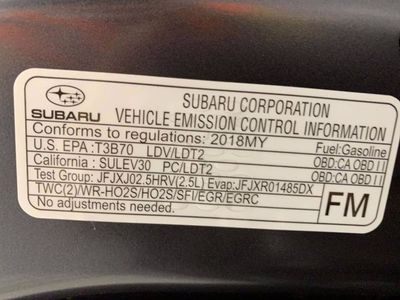 SUBARU CORPORATION
SUBARU VEHICLE EMISSION CONTROL INFORMATION
Conforms to regulations: 2018MY Fuel:Gasoline
U.S. EPA : T3B70 LDV/LDT2 OBD:CA OBD II
California : SULEV30 PC/LDT2 OBD:CA OBD II
Test Group: JFJXJ02.5HRV(2.5L) Evap:JFJXR01485DX
TWC(2)/WR-HO2S/HO2S/SFI/EGR/EGRC
No adjustments needed. FM